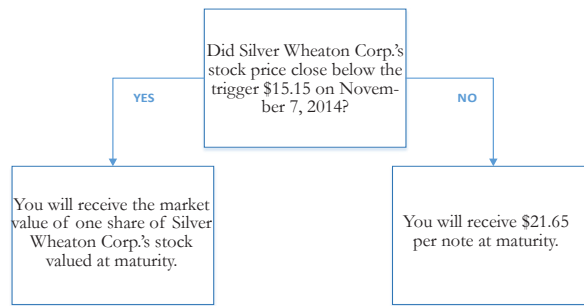 Did Silver Wheaton Corp.'s
stock price close below the
trigger $15.15 on Novem-
ber 7, 2014?
YES
NO
You will receive the market
value of one share of Silver
Wheaton Corp.'s stock
valued at maturity.
You will receive $21.65
per note at maturity.